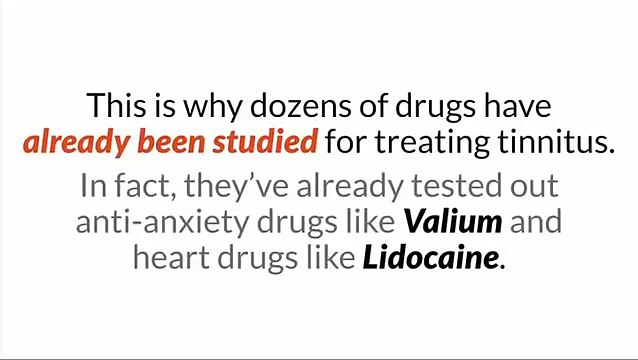 This is why dozens of drugs have
already been studied for treating tinnitus.
In fact, they’ve already tested out
anti-anxiety drugs like Valium and
heart drugs like Lidocaine.